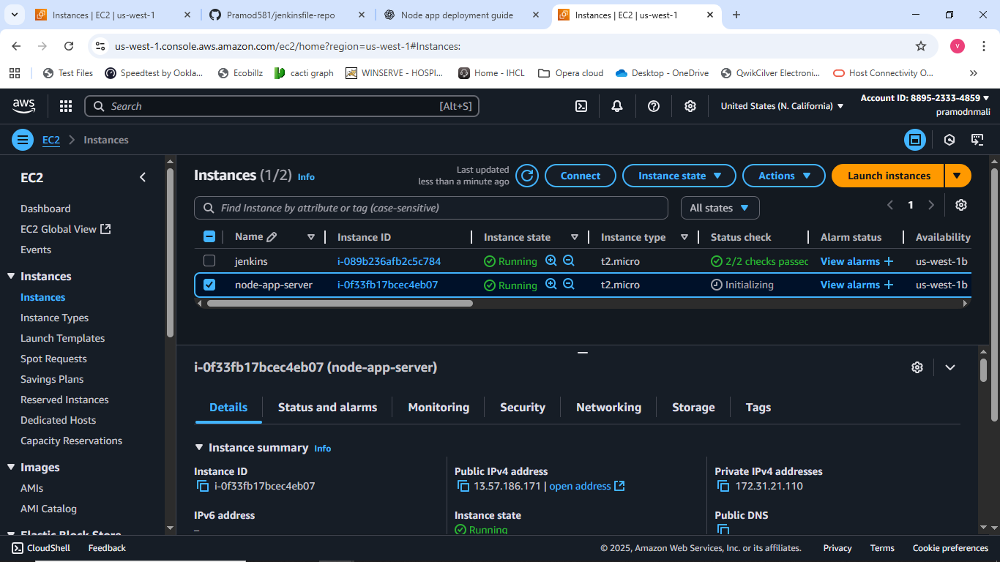 Instances | EC2 | us-west-1
Pramod581/jenkinsfile-repo
Node app deployment guide
Instances | EC2 | us-west-1
us-west-1.console.aws.amazon.com/ec2/home?region=us-west-1#Instances:
V
Test Files
Speedtest by Ookla...
Ecobillz
cacti graph
WINSERVE - HOSPI...
Home - IHCL
Opera cloud
Desktop - OneDrive
QwikCilver Electroni...
Host Connectivity O...
aws
Search
[Alt+S]
United States (N. California)
Account ID: 8895-2333-4859
pramodnmali
EC2
Instances
EC2
Dashboard
EC2 Global View
Events
Instances
Instances
Instance Types
Launch Templates
Spot Requests
Savings Plans
Reserved Instances
Dedicated Hosts
Capacity Reservations
Images
AMIs
AMI Catalog
Elastic Block Store
Instances (1/2) Info
Last updated
less than a minute ago
Connect
Instance state
Actions
Launch instances
Find Instance by attribute or tag (case-sensitive)
All states
1
Name Instance ID Instance state Instance type Status check Alarm status Availability
jenkins i-089b236afb2c5c784 Running t2.micro 2/2 checks passec View alarms + us-west-1b
node-app-server i-0f33fb17bcec4eb07 Running t2.micro Initializing View alarms + us-west-1b
i-0f33fb17bcec4eb07 (node-app-server)
Details Status and alarms Monitoring Security Networking Storage Tags
Instance summary Info
Instance ID
i-0f33fb17bcec4eb07
Public IPv4 address
13.57.186.171 | open address
Private IPv4 addresses
172.31.21.110
IPv6 address
–
Instance state
Running
Public DNS
CloudShell Feedback
© 2025, Amazon Web Services, Inc. or its affiliates. Privacy Terms Cookie preferences